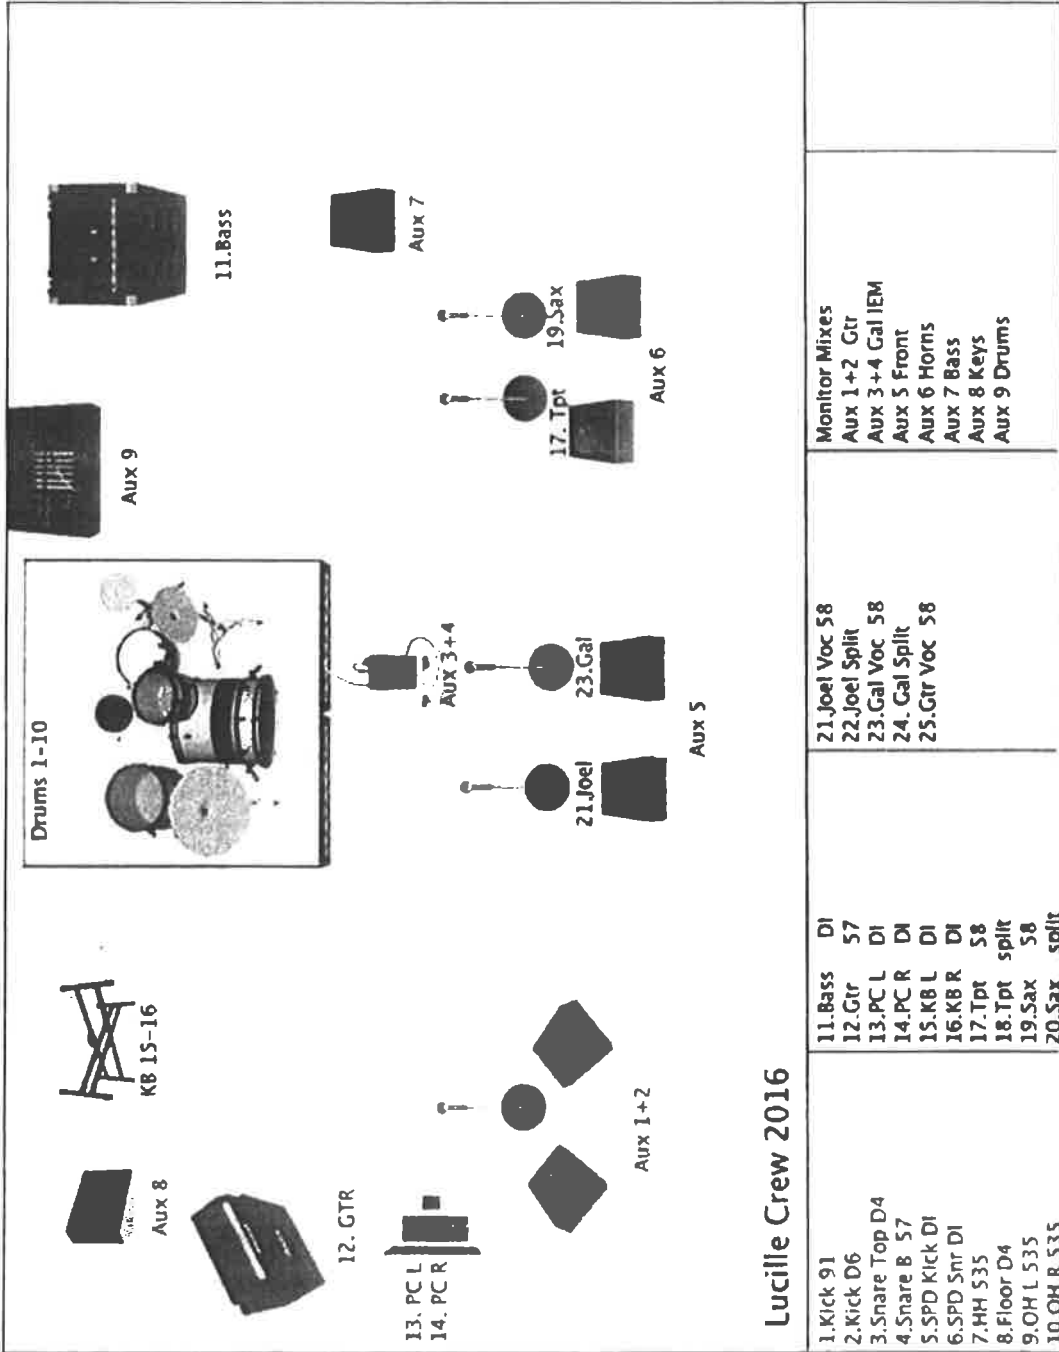 Drums 1-10
Aux 9
11.Bass
KB 15-16
Aux 8
12. GTR
13. PC L
14. PC R
Aux 3+4
Aux 7
21.Joel
23.Gal
17. Tpt
19.Sax
Aux 1+2
Aux 5
Aux 6
Lucille Crew 2016
1.Kick 91
2.Kick D6
3.Snare Top D4
4.Snare B 57
5.SPD Kick DI
6.SPD Snr DI
7.HH 535
8.Floor D4
9.OH L 535
10.OH R 535
11.Bass DI
12.Gtr 57
13.PC L DI
14.PC R DI
15.KB L DI
16.KB R DI
17.Tpt 58
18.Tpt split
19.Sax 58
20.Sax split
21.Joel Voc 58
22.Joel Split
23.Gal Voc 58
24. Gal Split
25.Gtr Voc 58
Monitor Mixes
Aux 1+2 Gtr
Aux 3+4 Gal IEM
Aux 5 Front
Aux 6 Horns
Aux 7 Bass
Aux 8 Keys
Aux 9 Drums